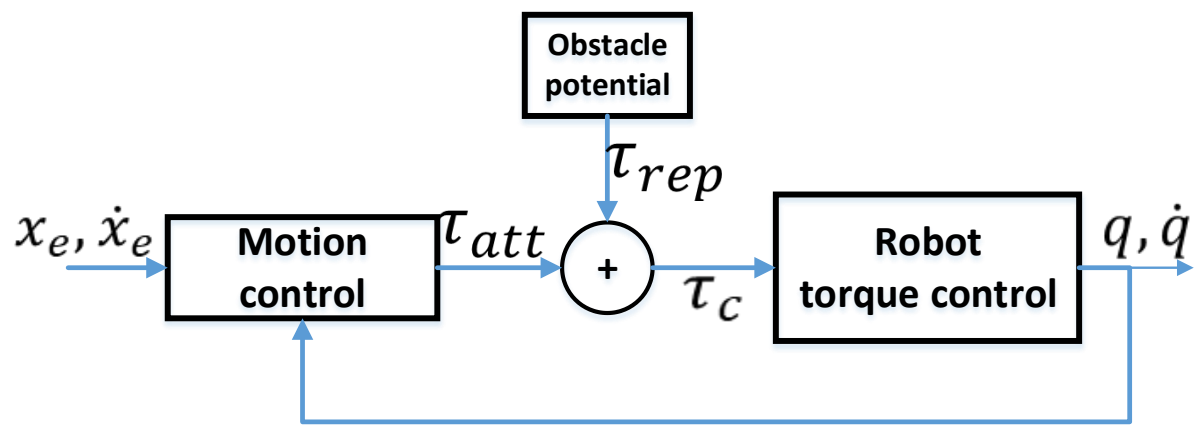 Obstacle
potential
τ_rep
x_e, ẋ_e
Motion
control
τ_att
+
τ_c
Robot
torque control
q, q̇